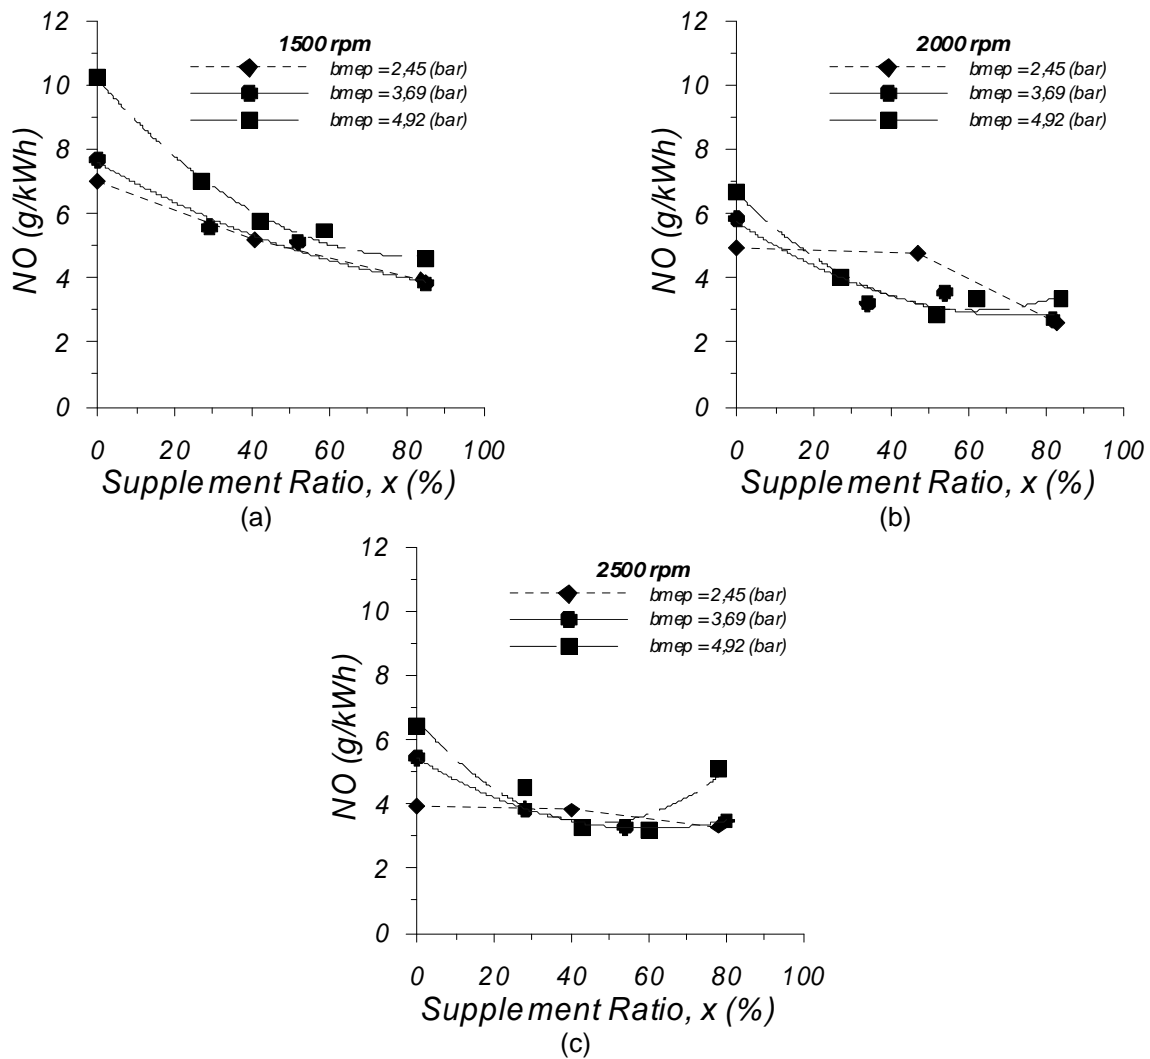 12
10
8
6
4
2
0
NO (g/kWh)
1500 rpm
bmep = 2,45 (bar)
bmep = 3,69 (bar)
bmep = 4,92 (bar)
0 20 40 60 80 100
Supplement Ratio, x (%)
(a)
12
10
8
6
4
2
0
NO (g/kWh)
2000 rpm
bmep = 2,45 (bar)
bmep = 3,69 (bar)
bmep = 4,92 (bar)
0 20 40 60 80 100
Supplement Ratio, x (%)
(b)
12
10
8
6
4
2
0
NO (g/kWh)
2500 rpm
bmep = 2,45 (bar)
bmep = 3,69 (bar)
bmep = 4,92 (bar)
0 20 40 60 80 100
Supplement Ratio, x (%)
(c)